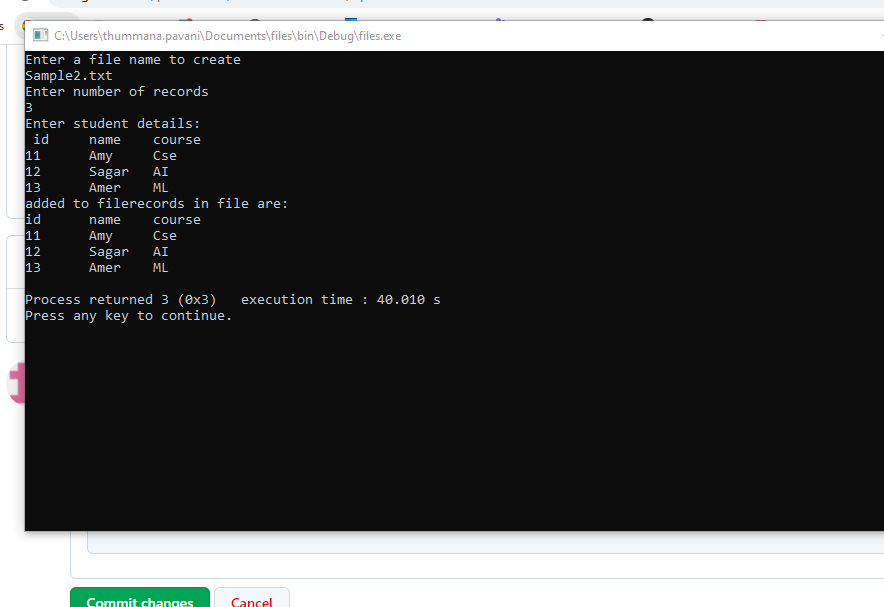 C:\Users\thummana.pavani\Documents\files\bin\Debug\files.exe
Enter a file name to create
Sample2.txt
Enter number of records
3
Enter student details:
id name course
11 Amy Cse
12 Sagar AI
13 Amer ML
added to filerecords in file are:
id name course
11 Amy Cse
12 Sagar AI
13 Amer ML
Process returned 3 (0x3) execution time : 40.010 s
Press any key to continue.
Commit changes Cancel